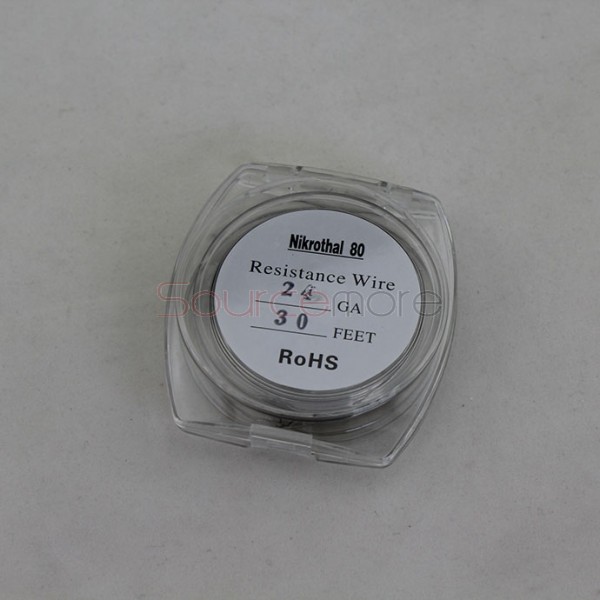 Nikrothal 80
Resistance Wire
24 GA
Sourcemore
30 FEET
RoHS